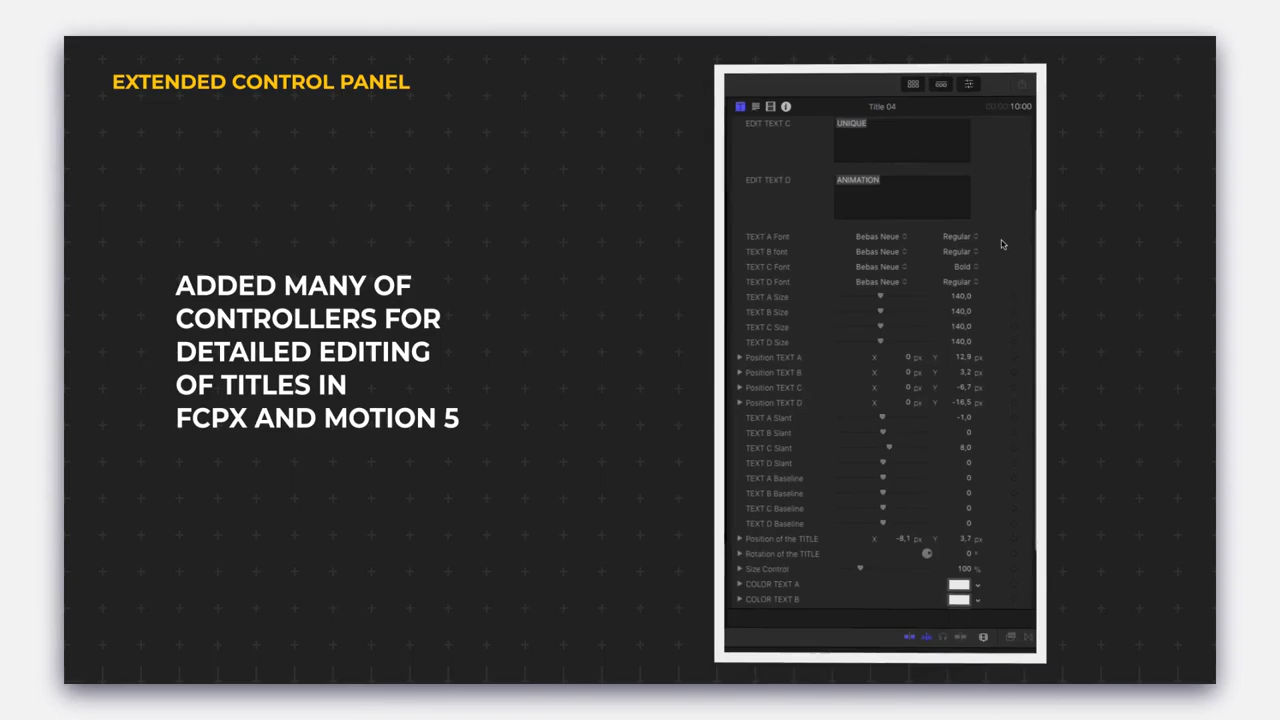 EXTENDED CONTROL PANEL
ADDED MANY OF
CONTROLLERS FOR
DETAILED EDITING
OF TITLES IN
FCPX AND MOTION 5
Title 04 00:00:10:00
EDIT TEXT C UNIQUE
EDIT TEXT D ANIMATION
TEXT A Font Bebas Neue Regular
TEXT B font Bebas Neue Regular
TEXT C Font Bebas Neue Bold
TEXT D Font Bebas Neue Regular
TEXT A Size 140,0
TEXT B Size 140,0
TEXT C Size 140,0
TEXT D Size 140,0
Position TEXT A X 0 px Y 12,9 px
Position TEXT B X 0 px Y 3,2 px
Position TEXT C X 0 px Y -6,7 px
Position TEXT D X 0 px Y -16,5 px
TEXT A Slant -1,0
TEXT B Slant 0
TEXT C Slant 8,0
TEXT D Slant 0
TEXT A Baseline 0
TEXT B Baseline 0
TEXT C Baseline 0
TEXT D Baseline 0
Position of the TITLE X -8,1 px Y 3,7 px
Rotation of the TITLE 0 °
Size Control 100 %
COLOR TEXT A
COLOR TEXT B